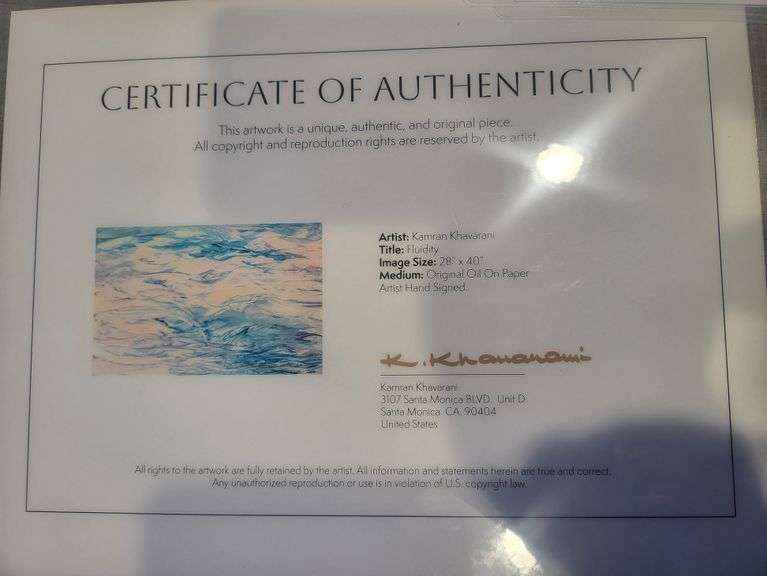 CERTIFICATE OF AUTHENTICITY
This artwork is a unique, authentic, and original piece.
All copyright and reproduction rights are reserved by the artist.
Artist: Kamran Khavarani
Title: Fluidity
Image Size: 28" x 40"
Medium: Original Oil On Paper
Artist Hand Signed.
K. Khavarani
Kamran Khavarani
3107 Santa Monica BLVD. Unit D
Santa Monica CA. 90404
United States
All rights to the artwork are fully retained by the artist. All information and statements herein are true and correct.
Any unauthorized reproduction or use is in violation of U.S. copyright law.